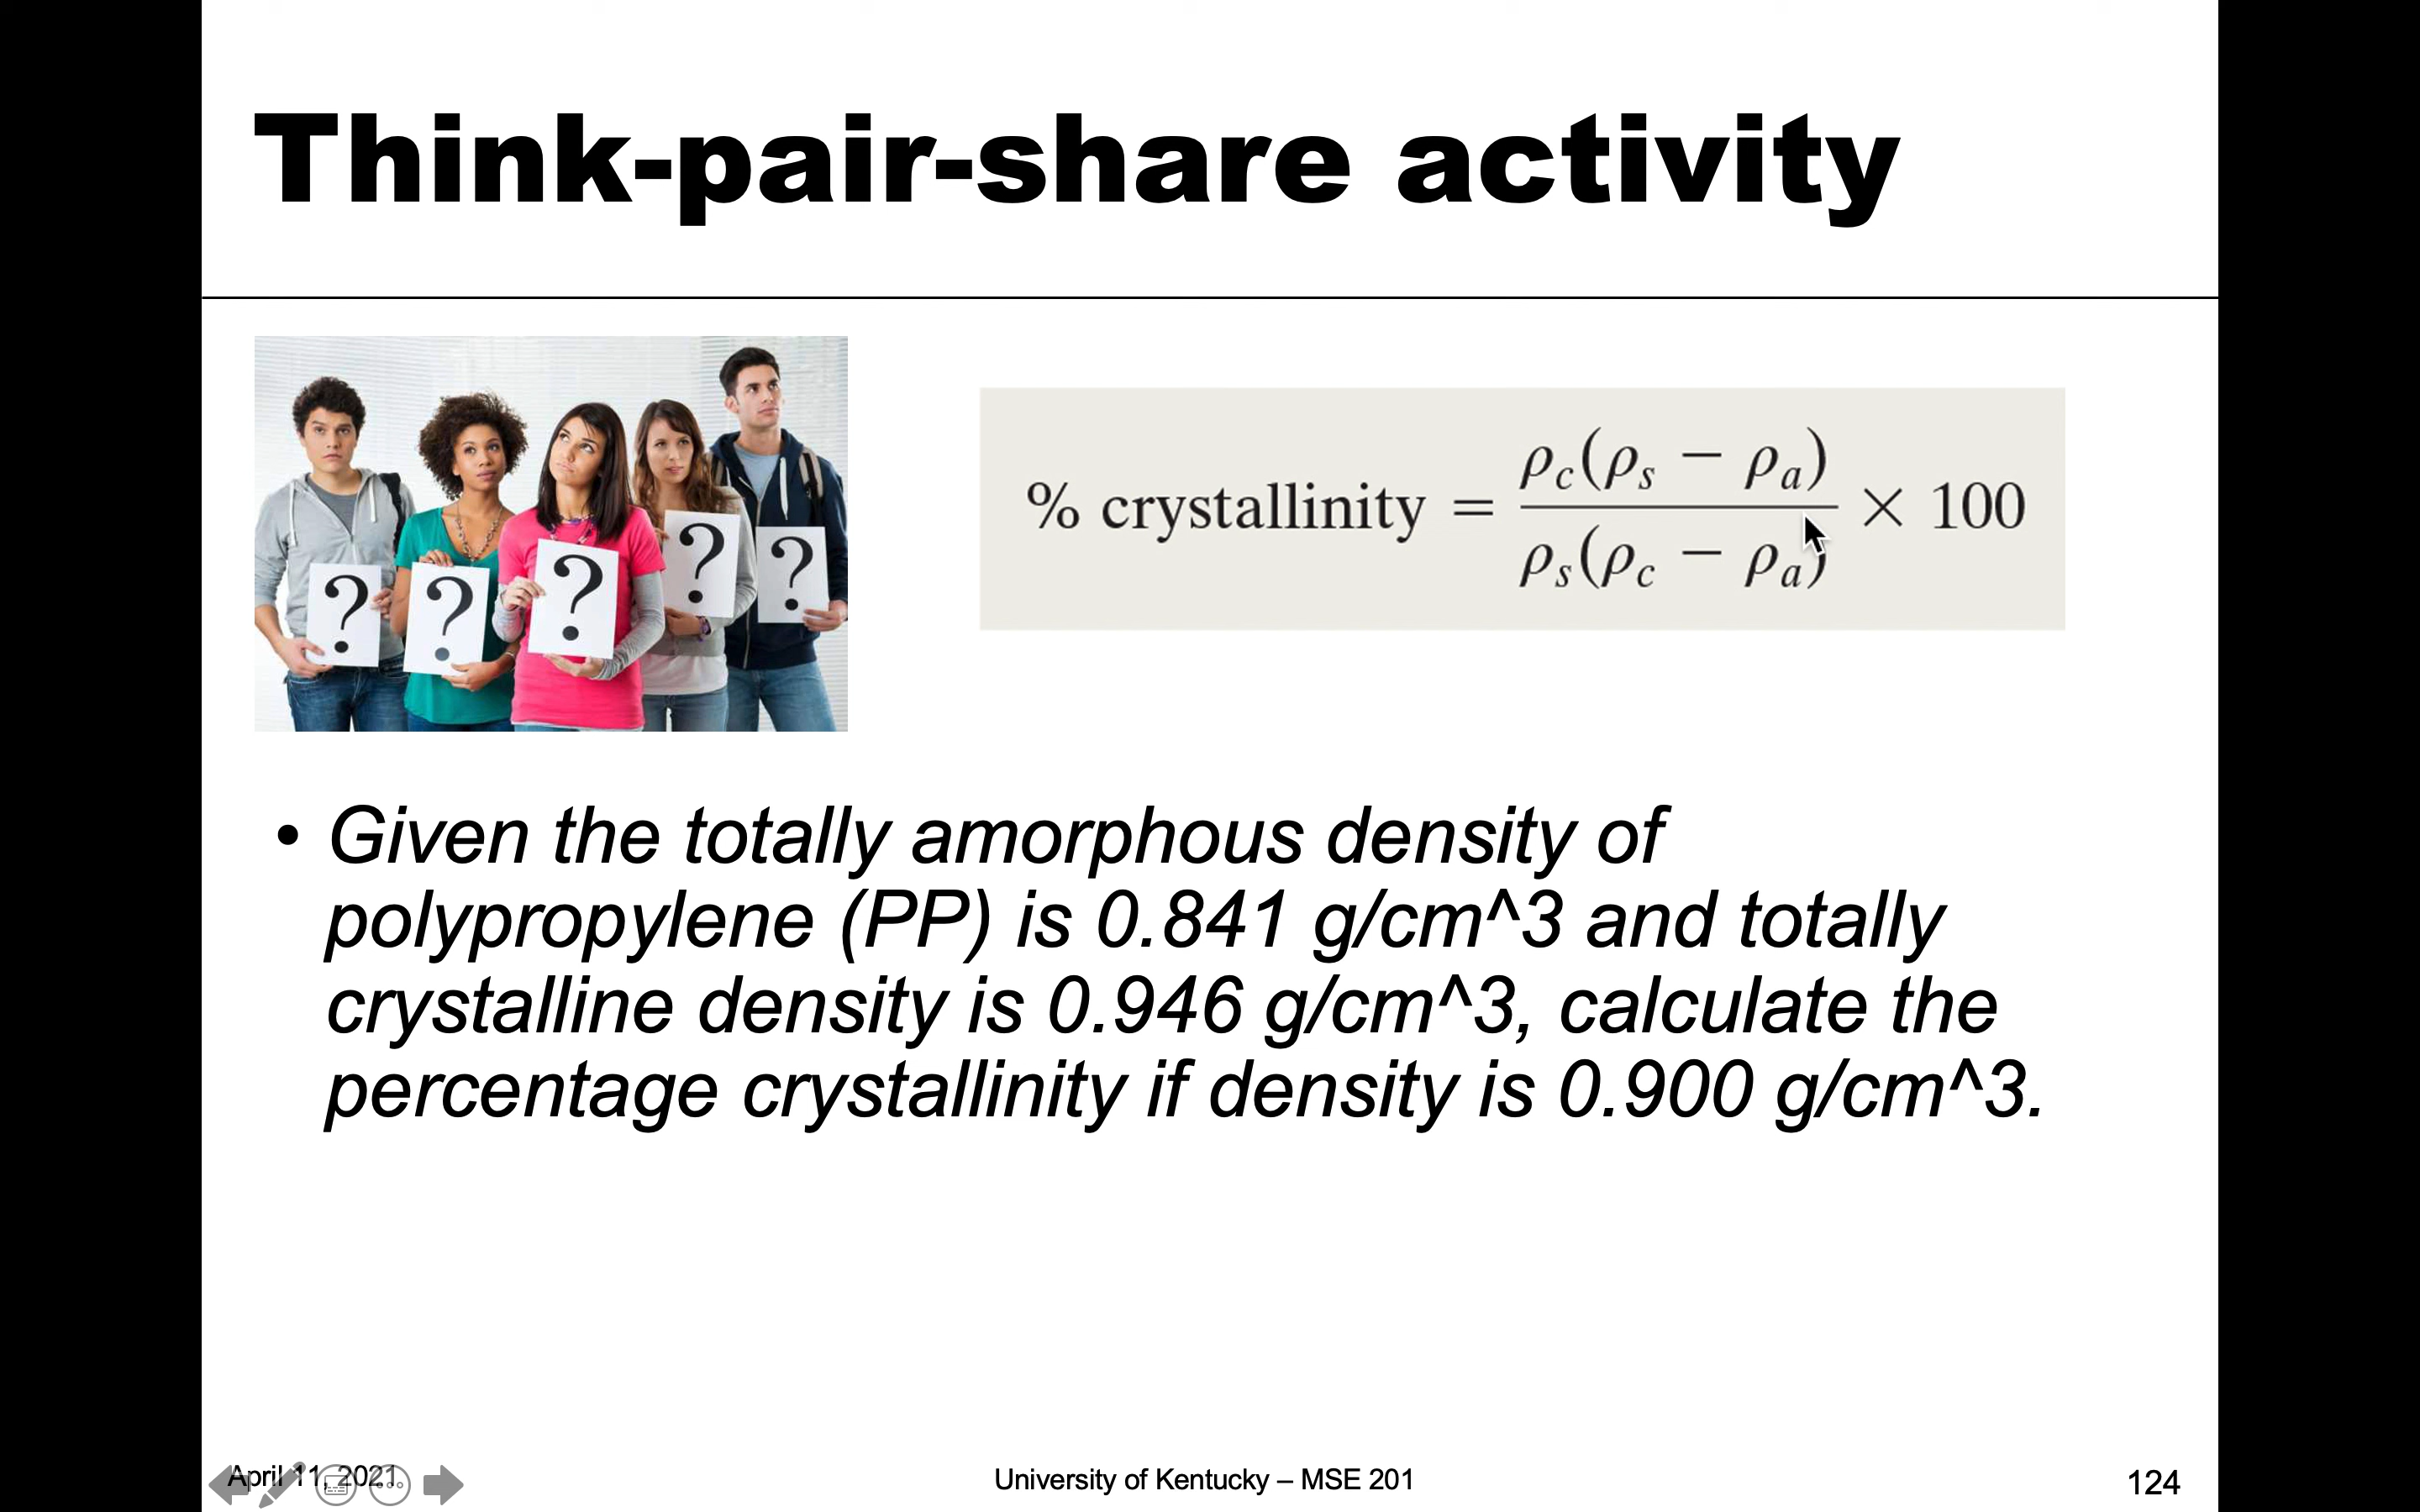 Think-pair-share activity
? ? ? ? ?
% crystallinity = ρc(ρs − ρa) / ρs(ρc − ρa) × 100
• Given the totally amorphous density of
polypropylene (PP) is 0.841 g/cm^3 and totally
crystalline density is 0.946 g/cm^3, calculate the
percentage crystallinity if density is 0.900 g/cm^3.
April 11, 2021
University of Kentucky – MSE 201
124